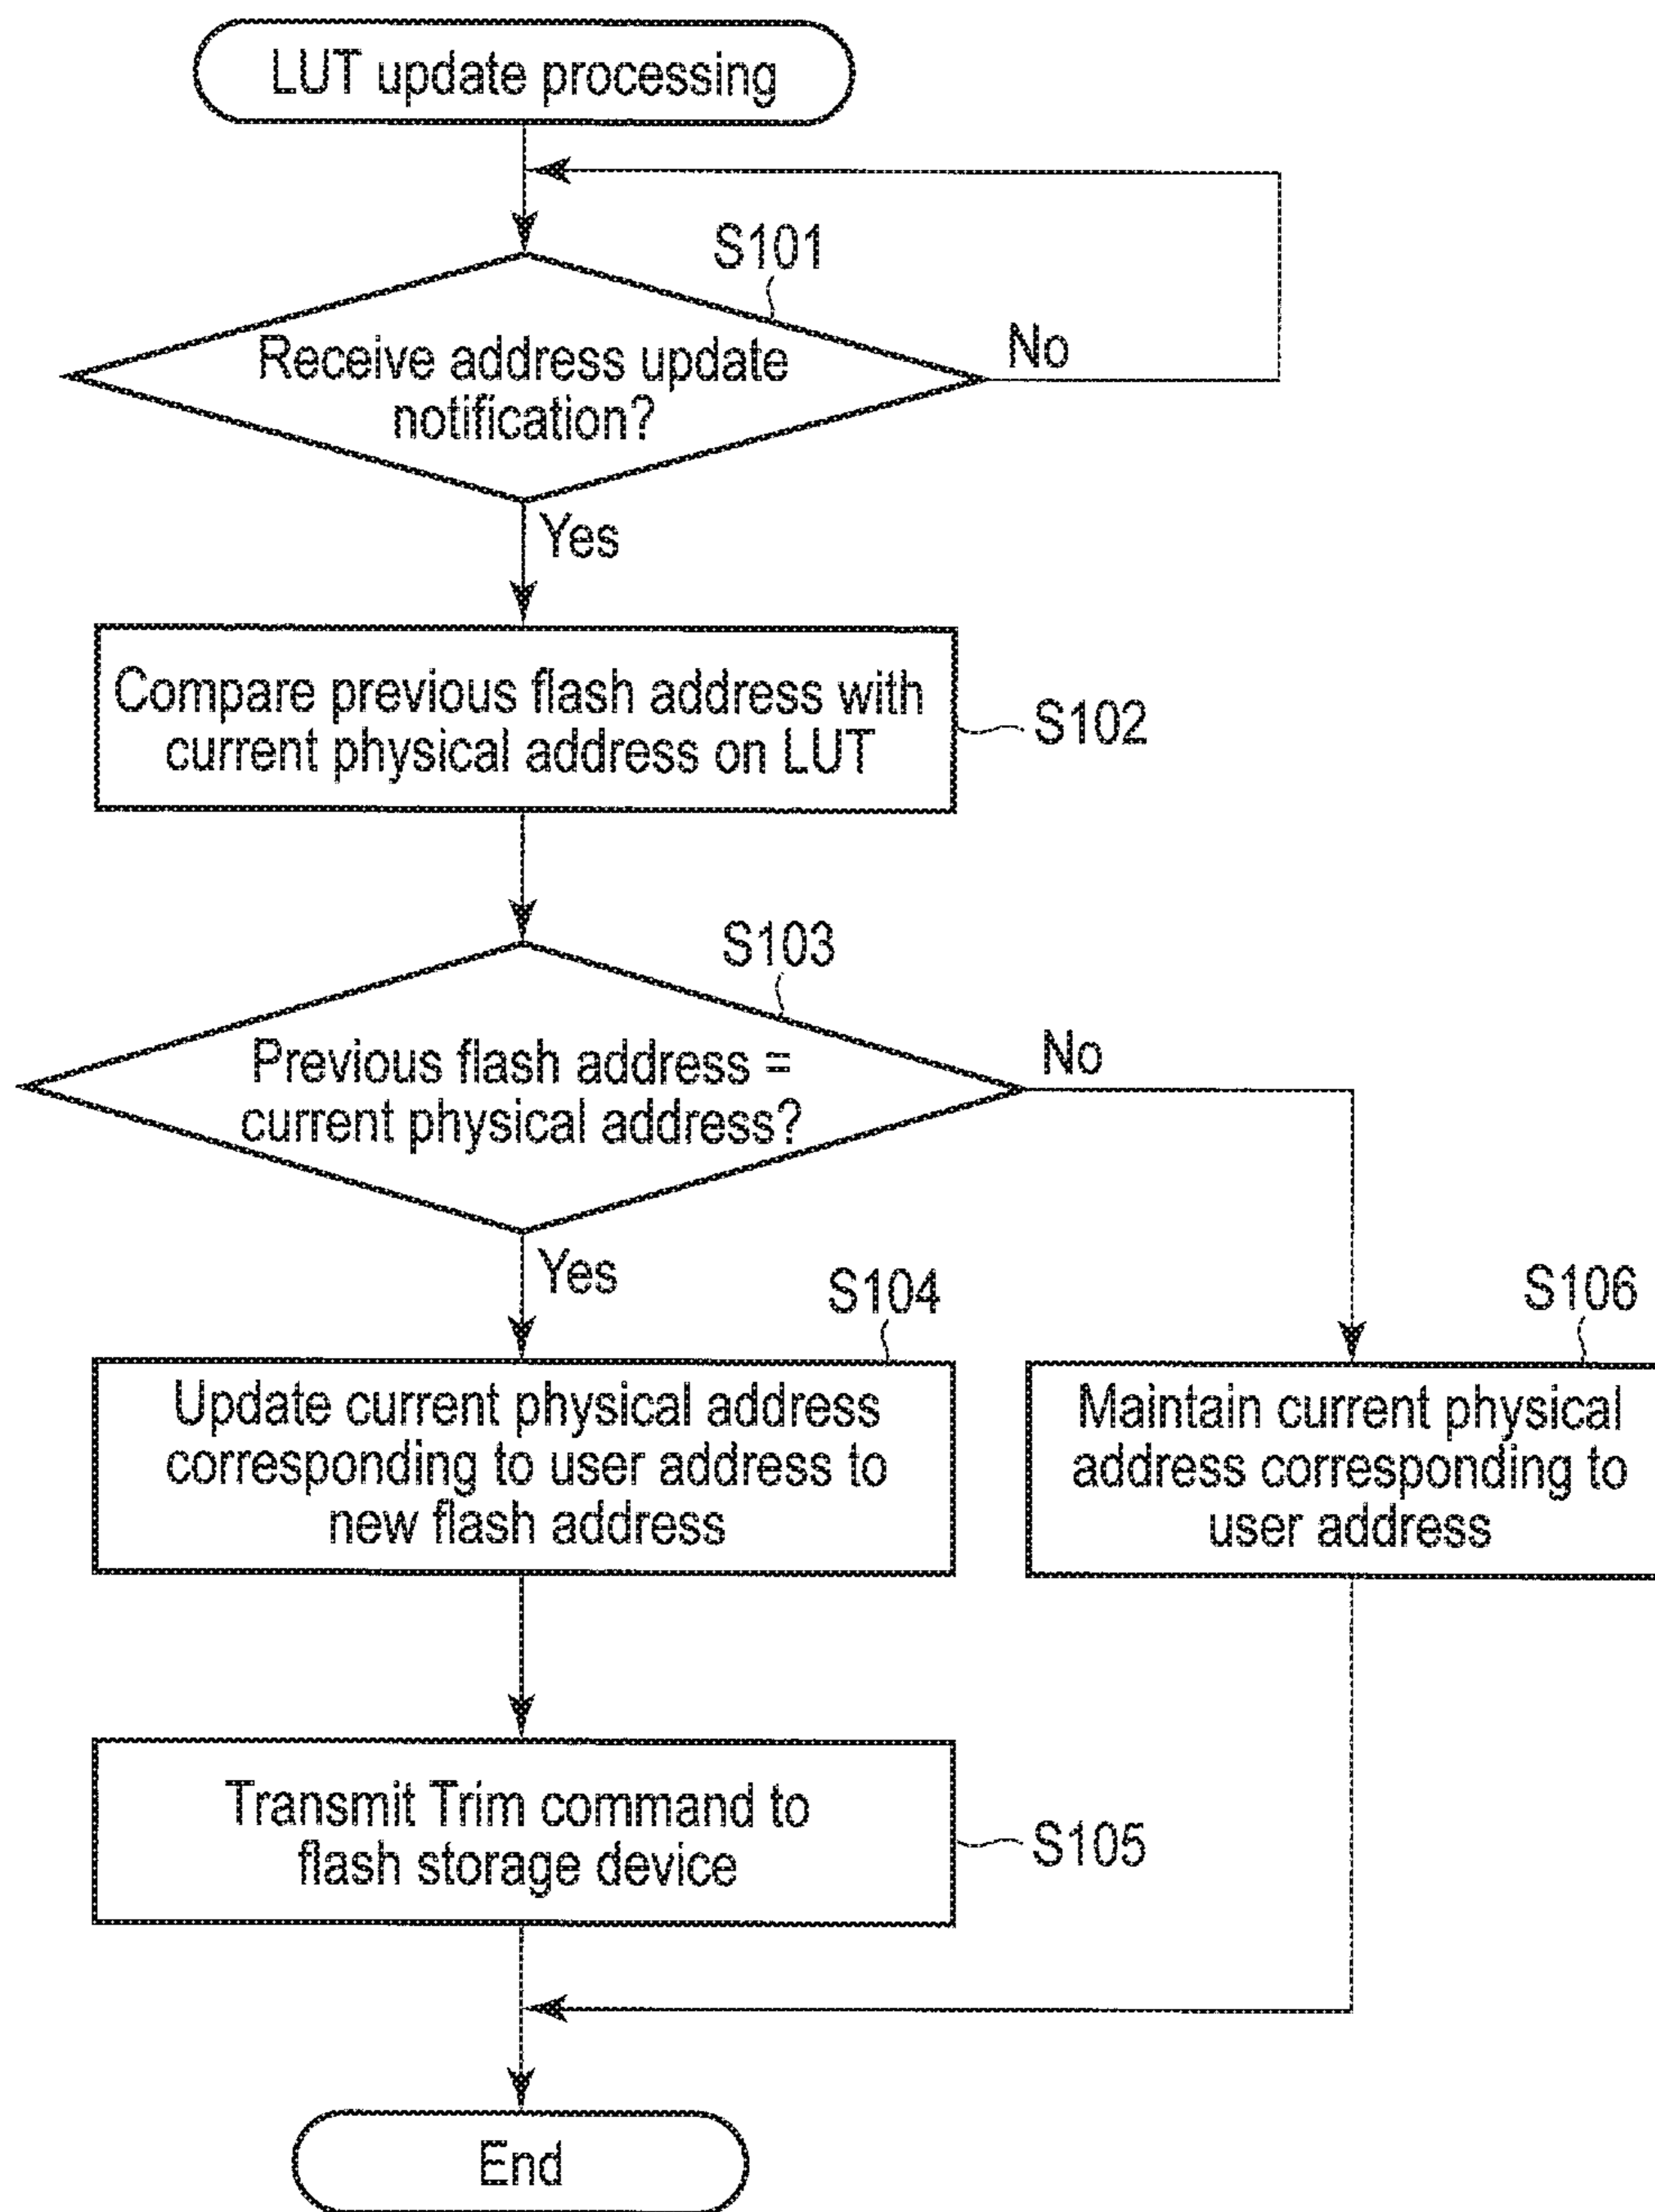 LUT update processing
S101
Receive address update
notification?
No
Yes
Compare previous flash address with
current physical address on LUT
S102
S103
Previous flash address =
current physical address?
No
Yes
S104
Update current physical address
corresponding to user address to
new flash address
S106
Maintain current physical
address corresponding to
user address
Transmit Trim command to
flash storage device
S105
End